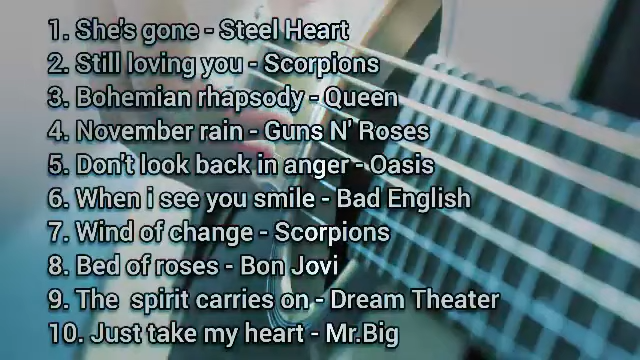 1. She's gone - Steel Heart
2. Still loving you - Scorpions
3. Bohemian rhapsody - Queen
4. November rain - Guns N' Roses
5. Don't look back in anger - Oasis
6. When i see you smile - Bad English
7. Wind of change - Scorpions
8. Bed of roses - Bon Jovi
9. The  spirit carries on - Dream Theater
10. Just take my heart - Mr.Big